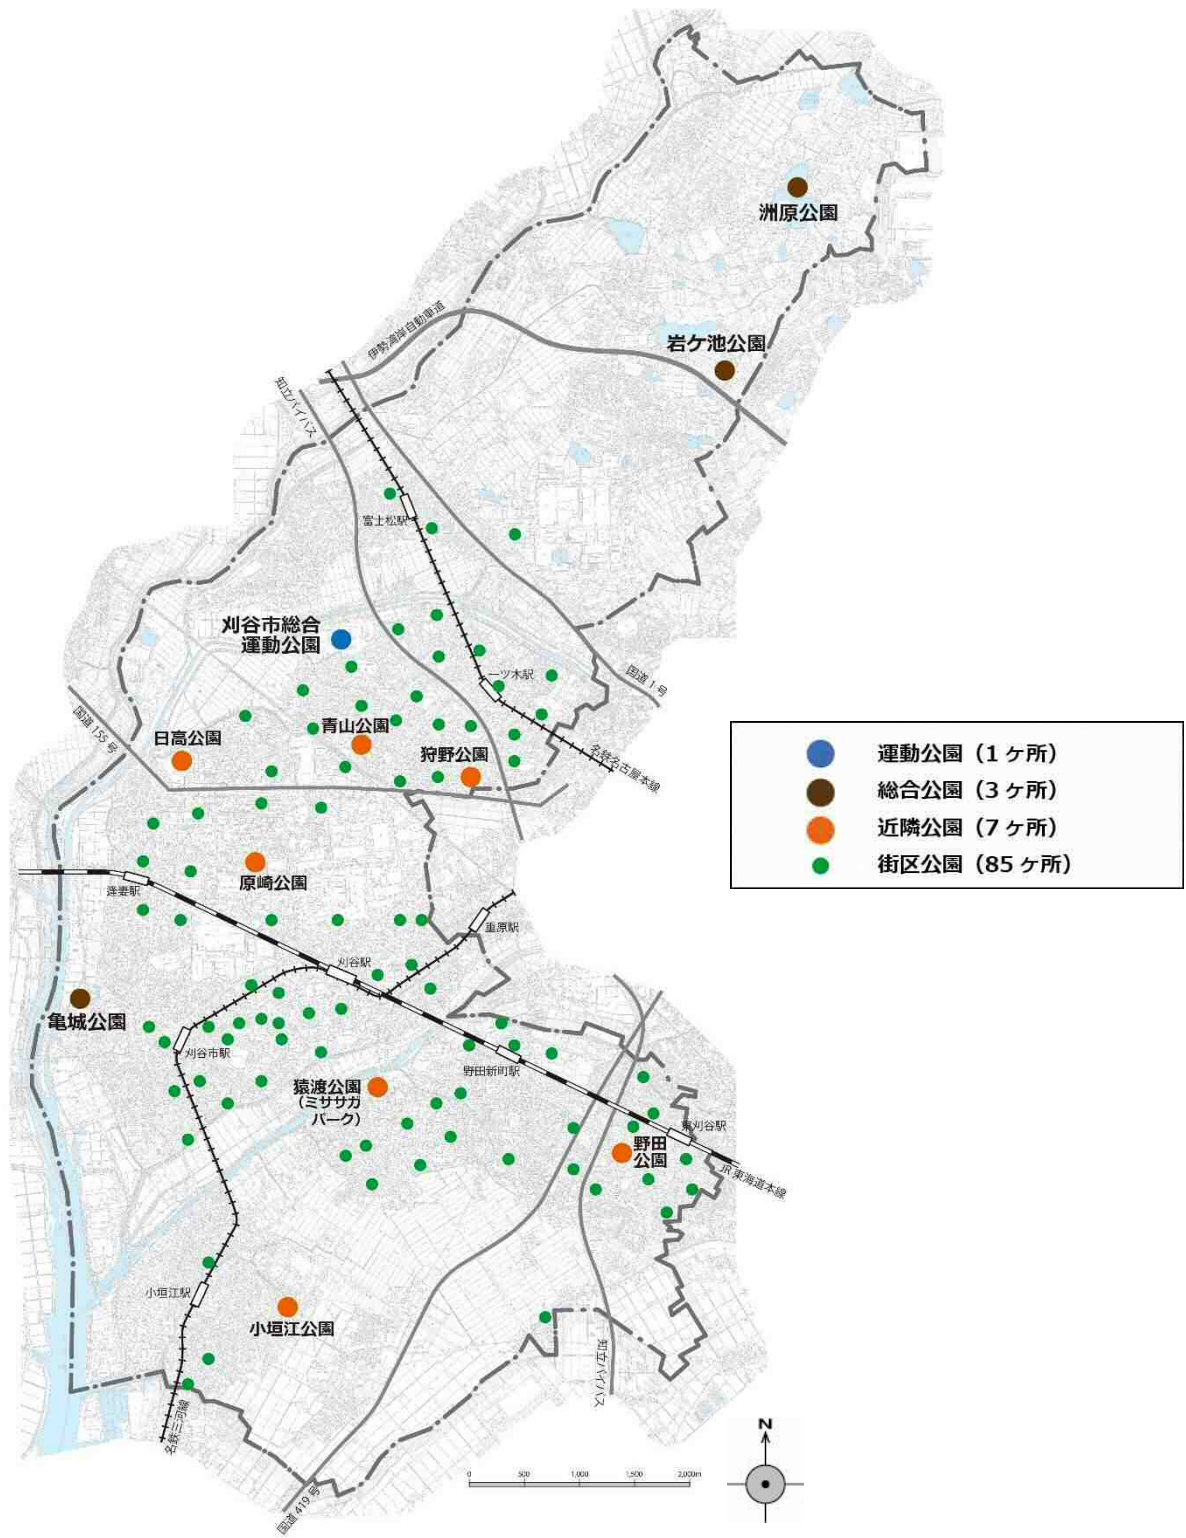 洲原公園
伊勢湾岸自動車道
岩ケ池公園
知立バイパス
富士松駅
刈谷市総合
運動公園
一ツ木駅
国道1号
国道155号
日高公園
青山公園
狩野公園
名鉄名古屋本線
運動公園（1ヶ所）
総合公園（3ヶ所）
近隣公園（7ヶ所）
街区公園（85ヶ所）
原崎公園
逢妻駅
重原駅
刈谷駅
亀城公園
刈谷市駅
野田新町駅
猿渡公園
（ミササガ
パーク）
東刈谷駅
野田
公園
JR東海道本線
小垣江駅
小垣江公園
知立バイパス
名鉄三河線
国道419号
N
0 500 1,000 1,500 2,000m